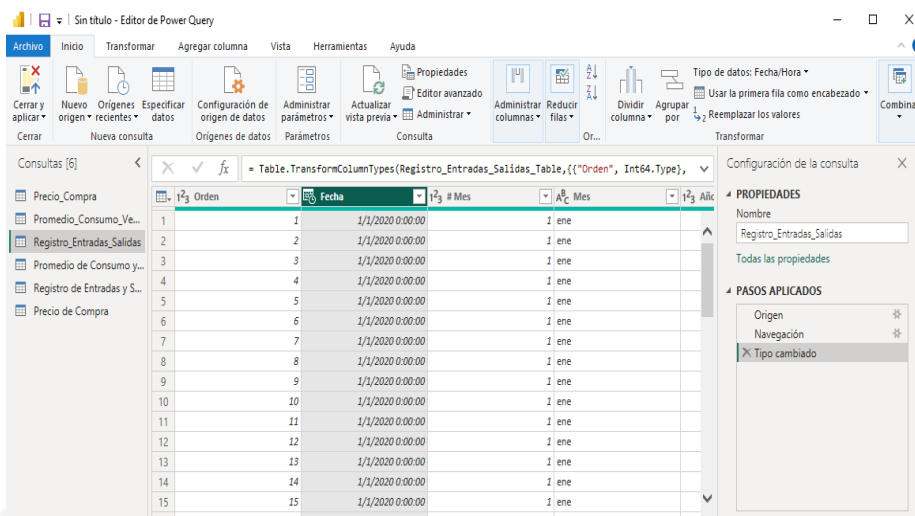 Sin título - Editor de Power Query
Archivo Inicio Transformar Agregar columna Vista Herramientas Ayuda
Cerrar y aplicar
Nuevo origen
Orígenes recientes
Especificar datos
Configuración de origen de datos
Administrar parámetros
Actualizar vista previa
Propiedades
Editor avanzado
Administrar
Administrar columnas
Reducir filas
Dividir columna
Agrupar por
Tipo de datos: Fecha/Hora
Usar la primera fila como encabezado
Reemplazar los valores
Combina
Cerrar Nueva consulta Orígenes de datos Parámetros Consulta Or... Transformar
Consultas [6]
Precio_Compra
Promedio_Consumo_Ve...
Registro_Entradas_Salidas
Promedio de Consumo y...
Registro de Entradas y S...
Precio de Compra
fx = Table.TransformColumnTypes(Registro_Entradas_Salidas_Table,{{"Orden", Int64.Type},
1²3 Orden Fecha 1²3 # Mes ABC Mes 1²3 Año
1 1 1/1/2020 0:00:00 1 ene
2 2 1/1/2020 0:00:00 1 ene
3 3 1/1/2020 0:00:00 1 ene
4 4 1/1/2020 0:00:00 1 ene
5 5 1/1/2020 0:00:00 1 ene
6 6 1/1/2020 0:00:00 1 ene
7 7 1/1/2020 0:00:00 1 ene
8 8 1/1/2020 0:00:00 1 ene
9 9 1/1/2020 0:00:00 1 ene
10 10 1/1/2020 0:00:00 1 ene
11 11 1/1/2020 0:00:00 1 ene
12 12 1/1/2020 0:00:00 1 ene
13 13 1/1/2020 0:00:00 1 ene
14 14 1/1/2020 0:00:00 1 ene
15 15 1/1/2020 0:00:00 1 ene
Configuración de la consulta
PROPIEDADES
Nombre
Registro_Entradas_Salidas
Todas las propiedades
PASOS APLICADOS
Origen
Navegación
Tipo cambiado